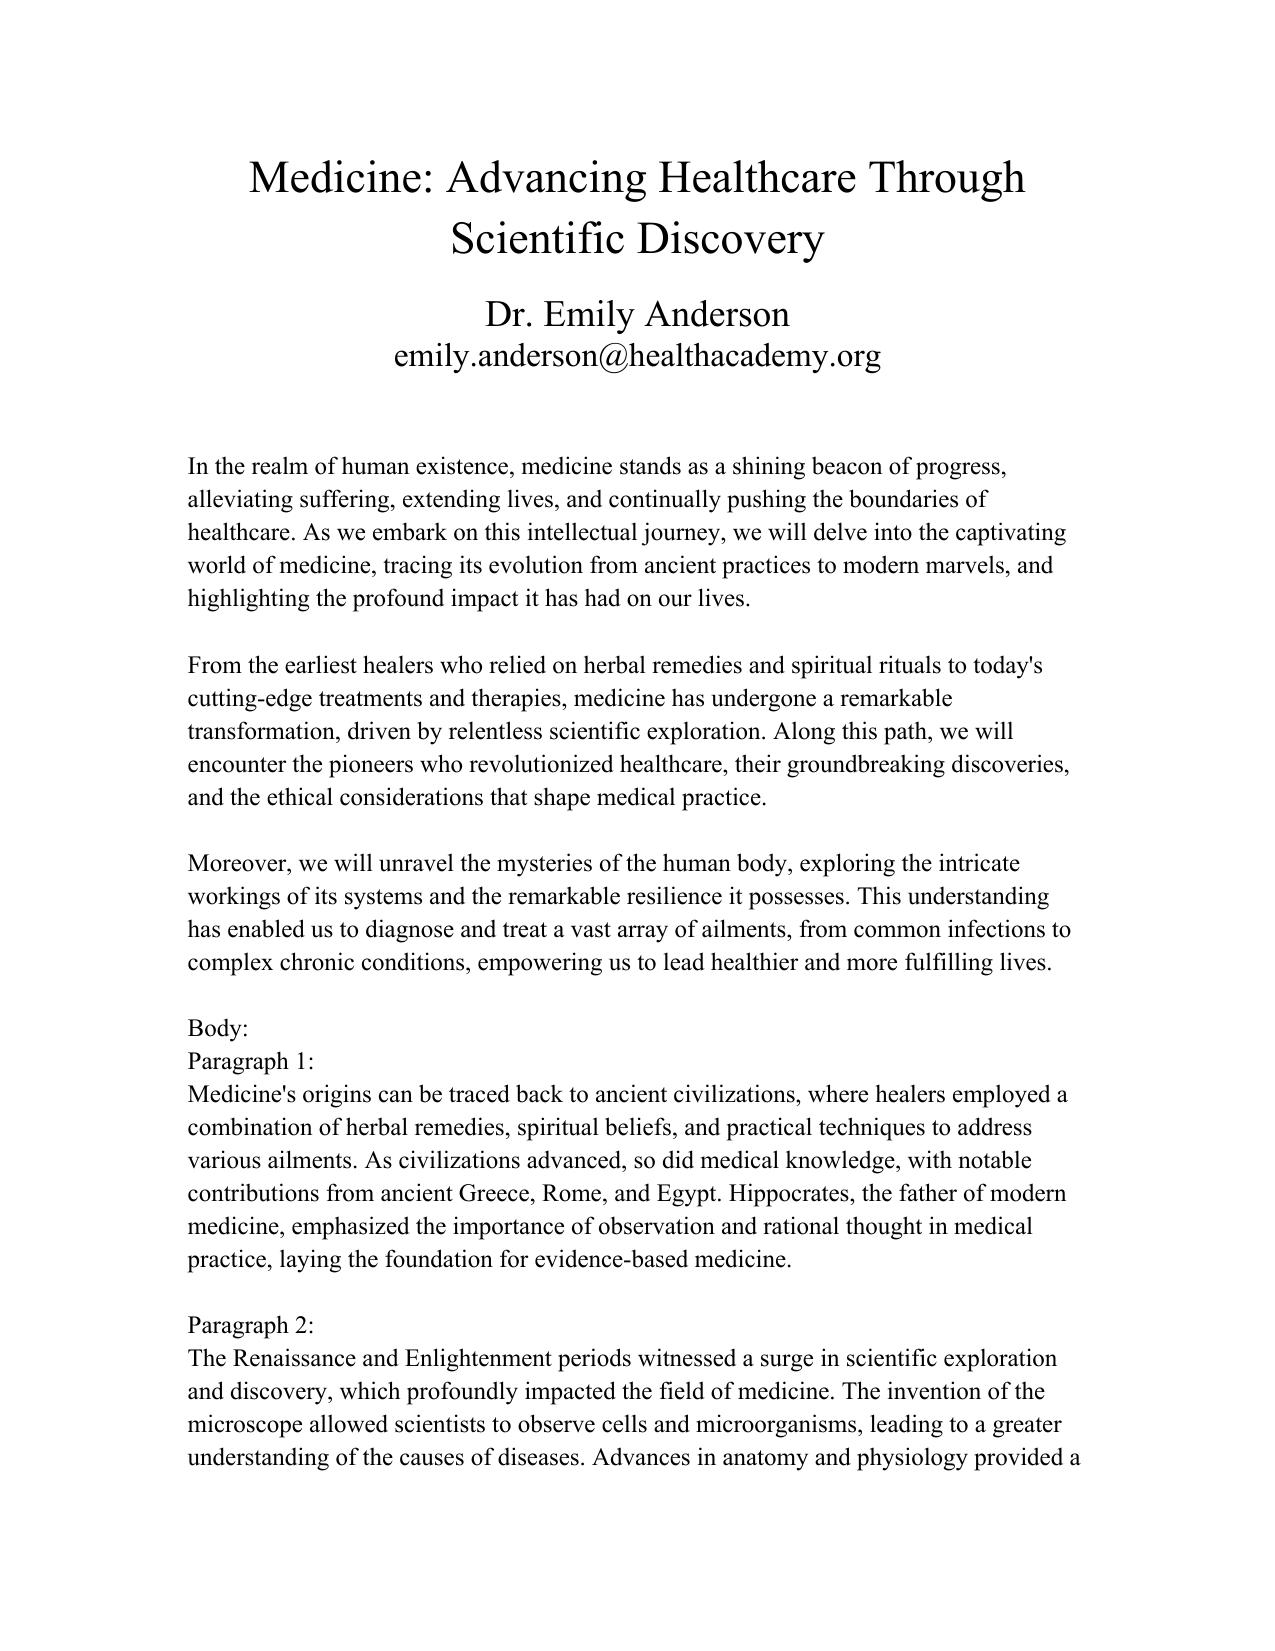 Medicine: Advancing Healthcare Through
Scientific Discovery
Dr. Emily Anderson
emily.anderson@healthacademy.org
In the realm of human existence, medicine stands as a shining beacon of progress,
alleviating suffering, extending lives, and continually pushing the boundaries of
healthcare. As we embark on this intellectual journey, we will delve into the captivating
world of medicine, tracing its evolution from ancient practices to modern marvels, and
highlighting the profound impact it has had on our lives.
From the earliest healers who relied on herbal remedies and spiritual rituals to today's
cutting-edge treatments and therapies, medicine has undergone a remarkable
transformation, driven by relentless scientific exploration. Along this path, we will
encounter the pioneers who revolutionized healthcare, their groundbreaking discoveries,
and the ethical considerations that shape medical practice.
Moreover, we will unravel the mysteries of the human body, exploring the intricate
workings of its systems and the remarkable resilience it possesses. This understanding
has enabled us to diagnose and treat a vast array of ailments, from common infections to
complex chronic conditions, empowering us to lead healthier and more fulfilling lives.
Body:
Paragraph 1:
Medicine's origins can be traced back to ancient civilizations, where healers employed a
combination of herbal remedies, spiritual beliefs, and practical techniques to address
various ailments. As civilizations advanced, so did medical knowledge, with notable
contributions from ancient Greece, Rome, and Egypt. Hippocrates, the father of modern
medicine, emphasized the importance of observation and rational thought in medical
practice, laying the foundation for evidence-based medicine.
Paragraph 2:
The Renaissance and Enlightenment periods witnessed a surge in scientific exploration
and discovery, which profoundly impacted the field of medicine. The invention of the
microscope allowed scientists to observe cells and microorganisms, leading to a greater
understanding of the causes of diseases. Advances in anatomy and physiology provided a